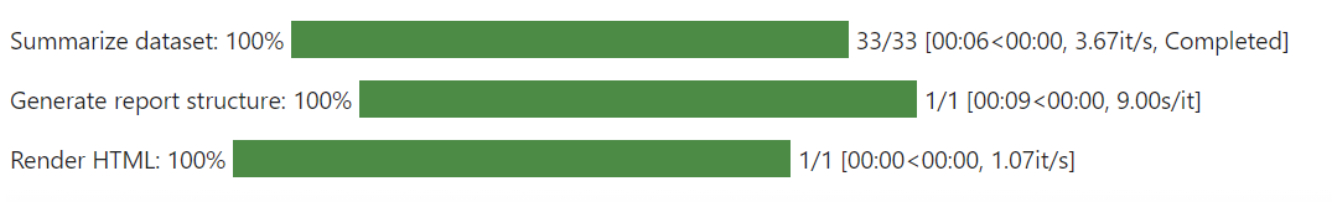 Summarize dataset: 100% 33/33 [00:06<00:00, 3.67it/s, Completed]
Generate report structure: 100% 1/1 [00:09<00:00, 9.00s/it]
Render HTML: 100% 1/1 [00:00<00:00, 1.07it/s]